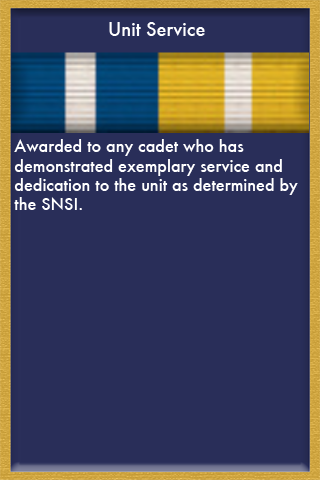 Unit Service
Awarded to any cadet who has
demonstrated exemplary service and
dedication to the unit as determined by
the SNSI.